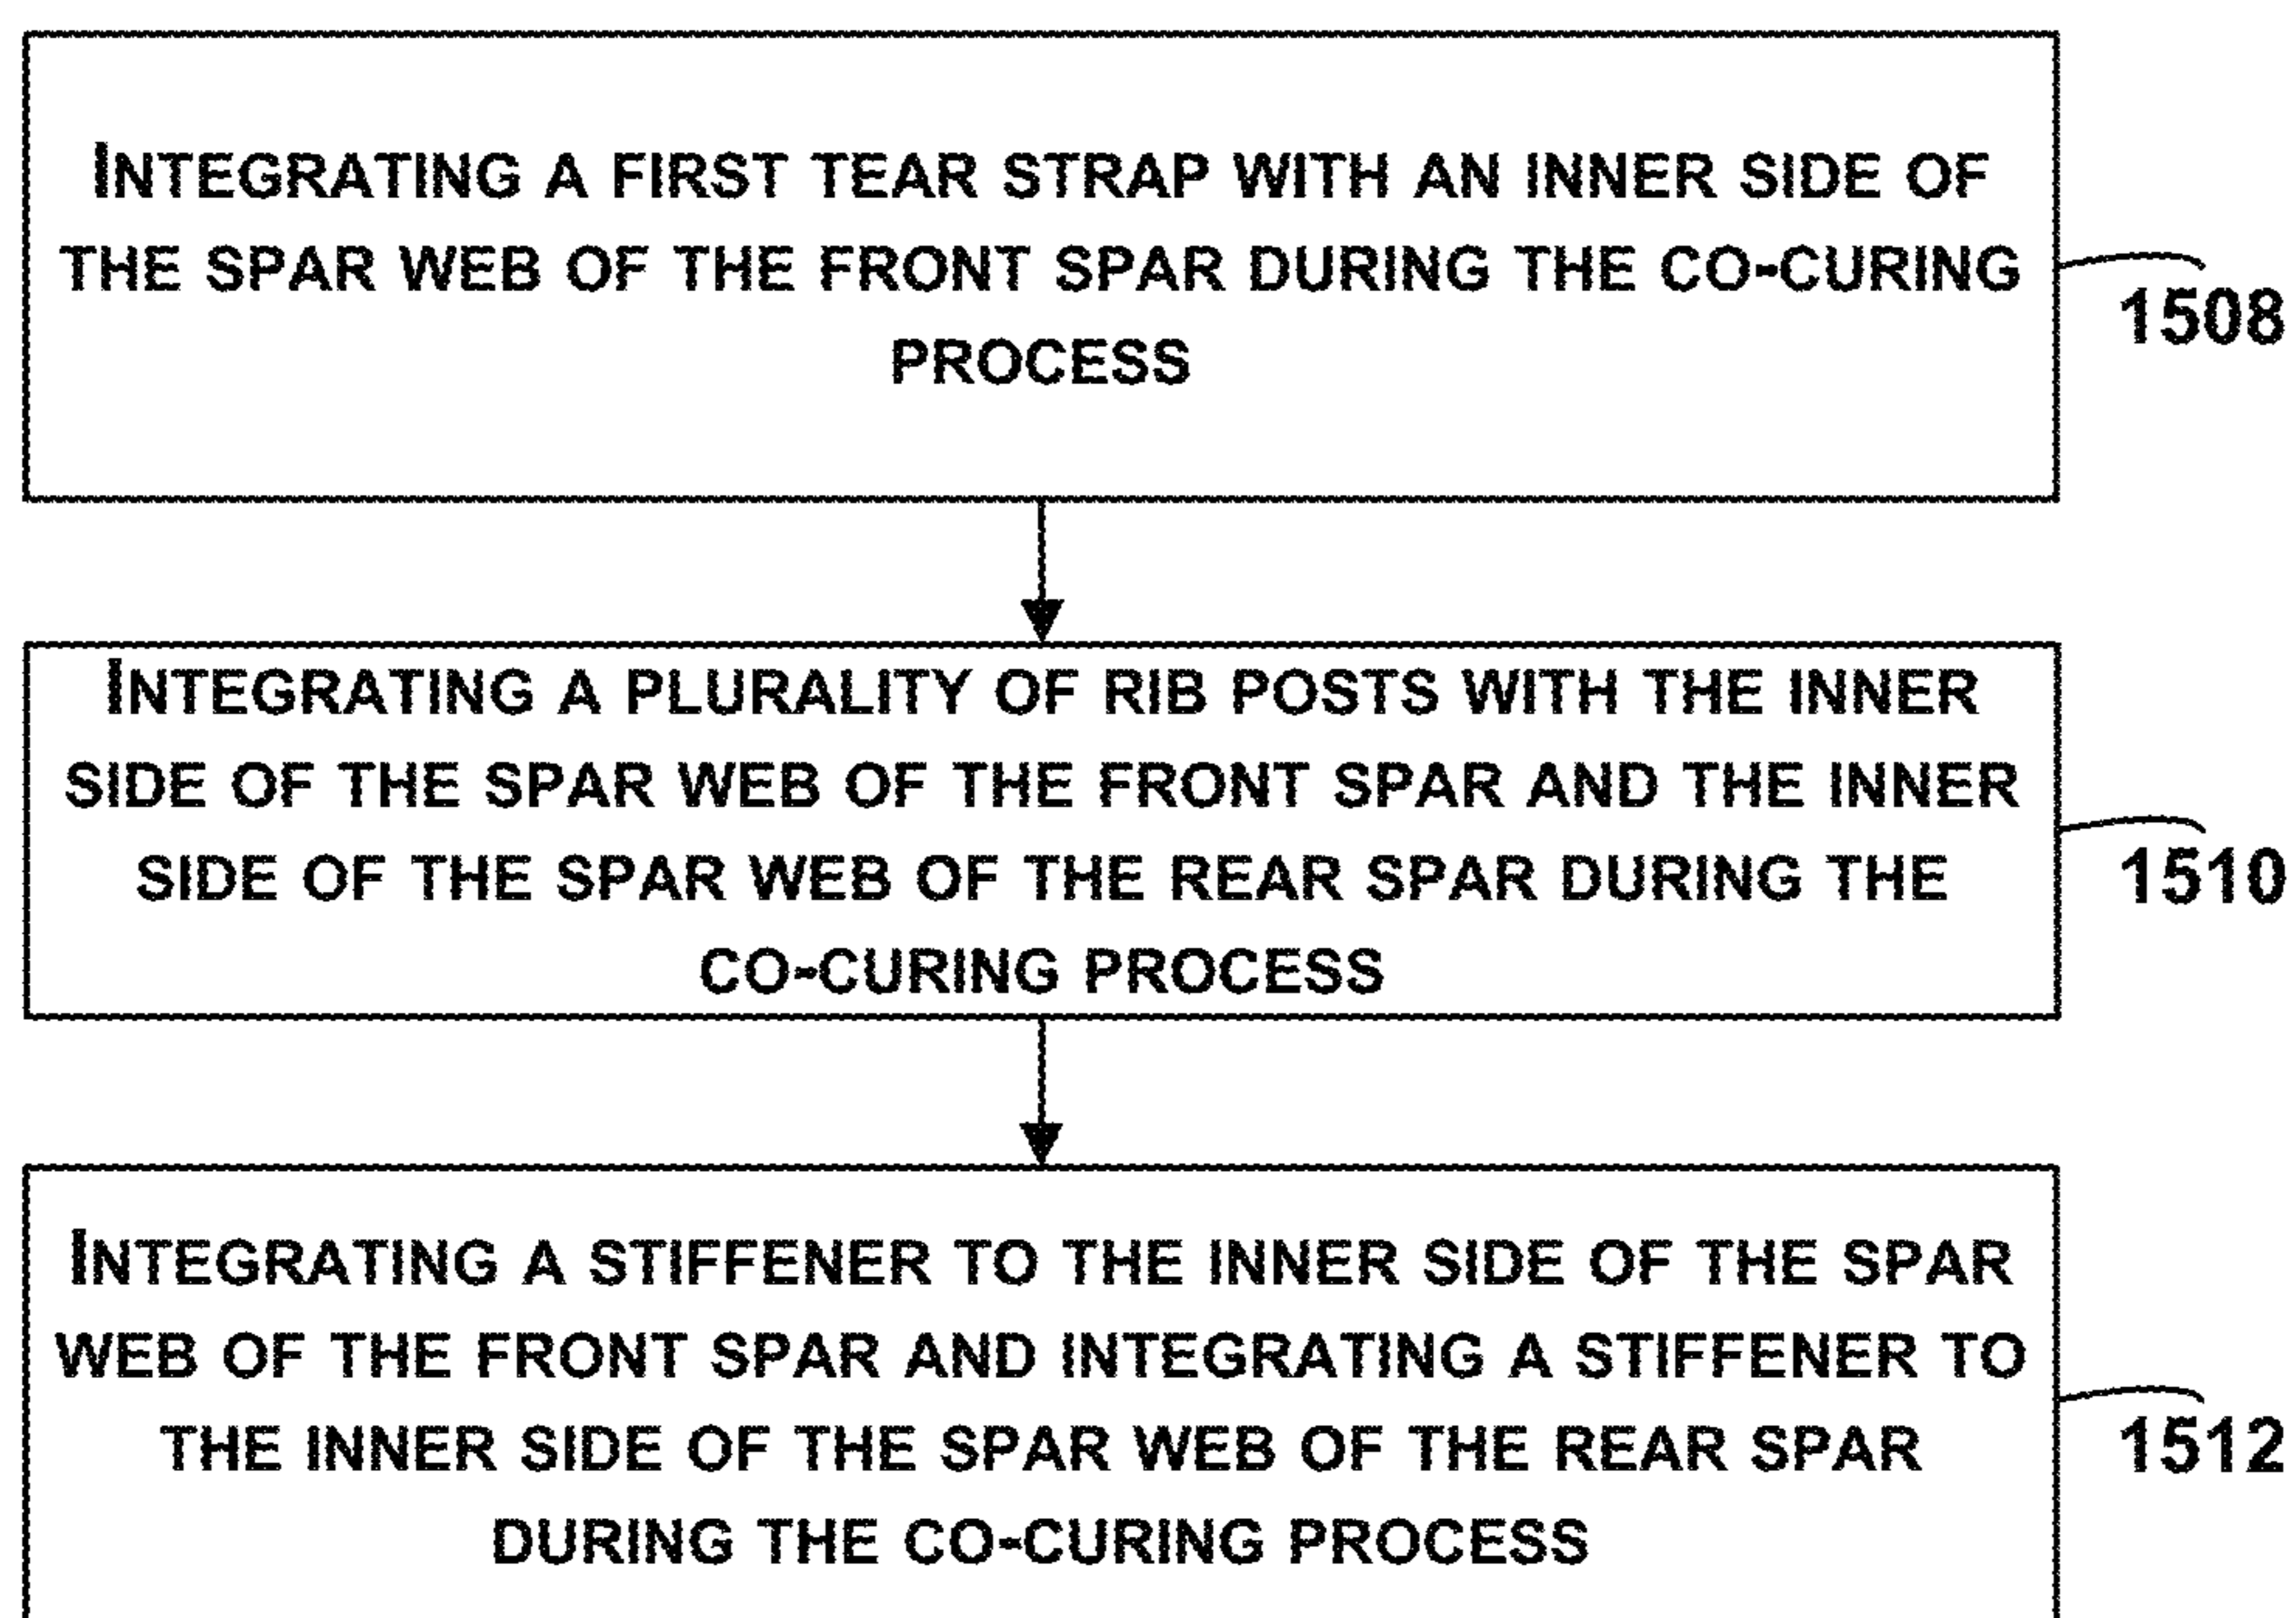 INTEGRATING A FIRST TEAR STRAP WITH AN INNER SIDE OF
THE SPAR WEB OF THE FRONT SPAR DURING THE CO-CURING
PROCESS
1508
INTEGRATING A PLURALITY OF RIB POSTS WITH THE INNER
SIDE OF THE SPAR WEB OF THE FRONT SPAR AND THE INNER
SIDE OF THE SPAR WEB OF THE REAR SPAR DURING THE
CO-CURING PROCESS
1510
INTEGRATING A STIFFENER TO THE INNER SIDE OF THE SPAR
WEB OF THE FRONT SPAR AND INTEGRATING A STIFFENER TO
THE INNER SIDE OF THE SPAR WEB OF THE REAR SPAR
DURING THE CO-CURING PROCESS
1512